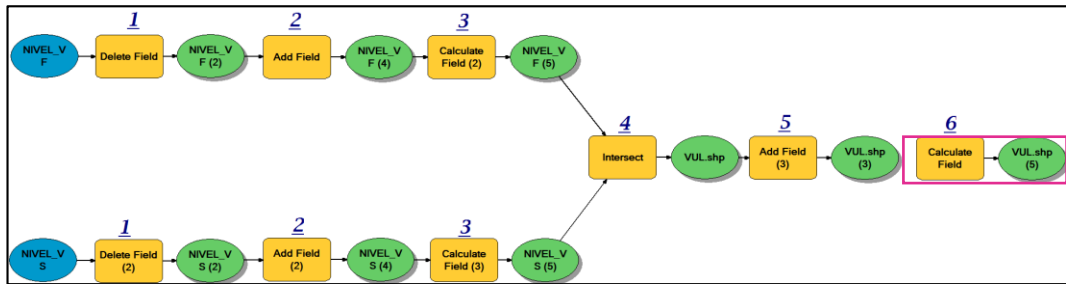 1
2
3
NIVEL_V
F
Delete Field
NIVEL_V
F (2)
Add Field
NIVEL_V
F (4)
Calculate
Field (2)
NIVEL_V
F (5)
4
5
6
Intersect
VUL.shp
Add Field
(3)
VUL.shp
(3)
Calculate
Field
VUL.shp
(5)
1
2
3
NIVEL_V
S
Delete Field
(2)
NIVEL_V
S (2)
Add Field
(2)
NIVEL_V
S (4)
Calculate
Field (3)
NIVEL_V
S (5)